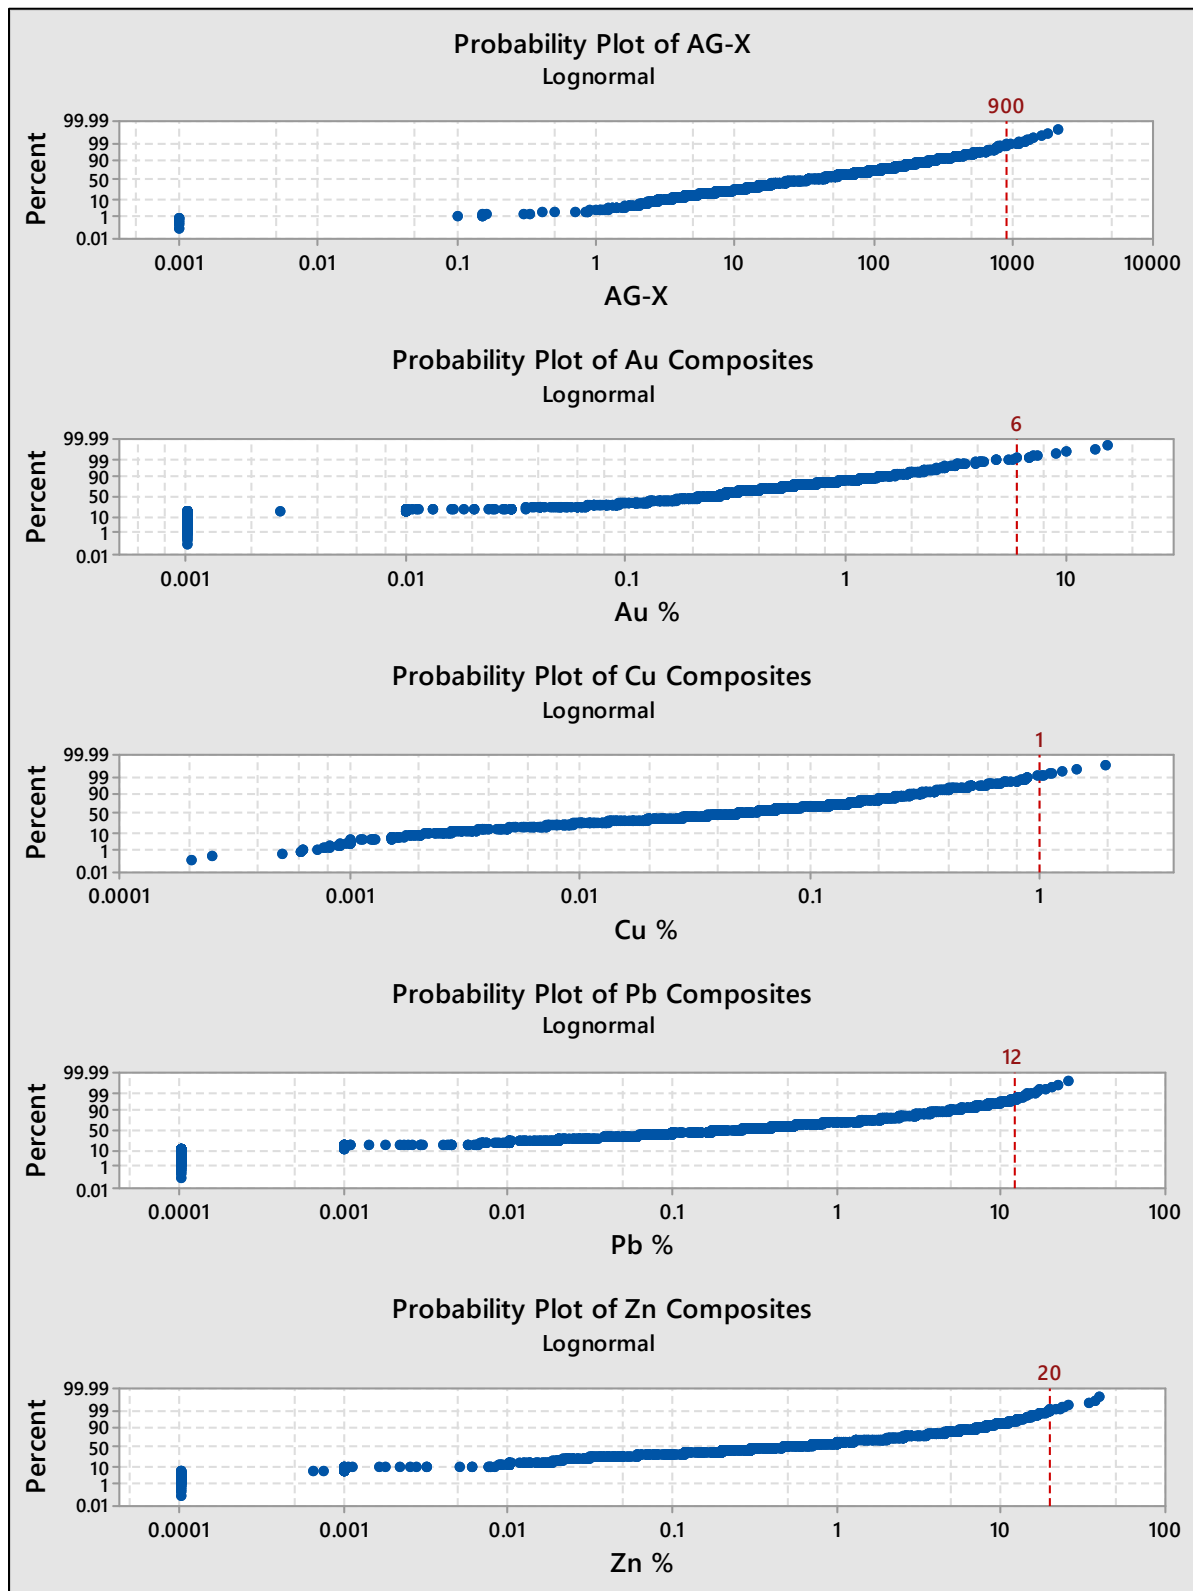 Probability Plot of AG-X
Lognormal
900
99.99
99
90
50
10
1
0.01
Percent
0.001 0.01 0.1 1 10 100 1000 10000
AG-X
Probability Plot of Au Composites
Lognormal
6
99.99
99
90
50
10
1
0.01
Percent
0.001 0.01 0.1 1 10
Au %
Probability Plot of Cu Composites
Lognormal
1
99.99
99
90
50
10
1
0.01
Percent
0.0001 0.001 0.01 0.1 1
Cu %
Probability Plot of Pb Composites
Lognormal
12
99.99
99
90
50
10
1
0.01
Percent
0.0001 0.001 0.01 0.1 1 10 100
Pb %
Probability Plot of Zn Composites
Lognormal
20
99.99
99
90
50
10
1
0.01
Percent
0.0001 0.001 0.01 0.1 1 10 100
Zn %